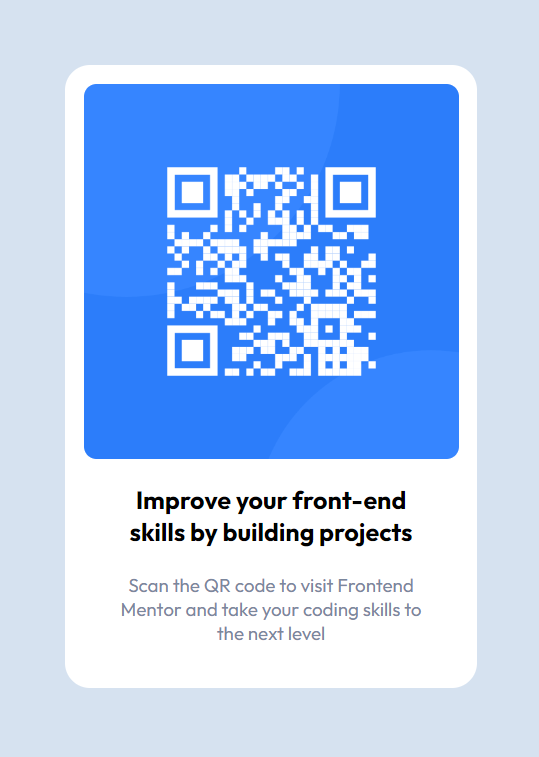 Improve your front-end
skills by building projects
Scan the QR code to visit Frontend
Mentor and take your coding skills to
the next level